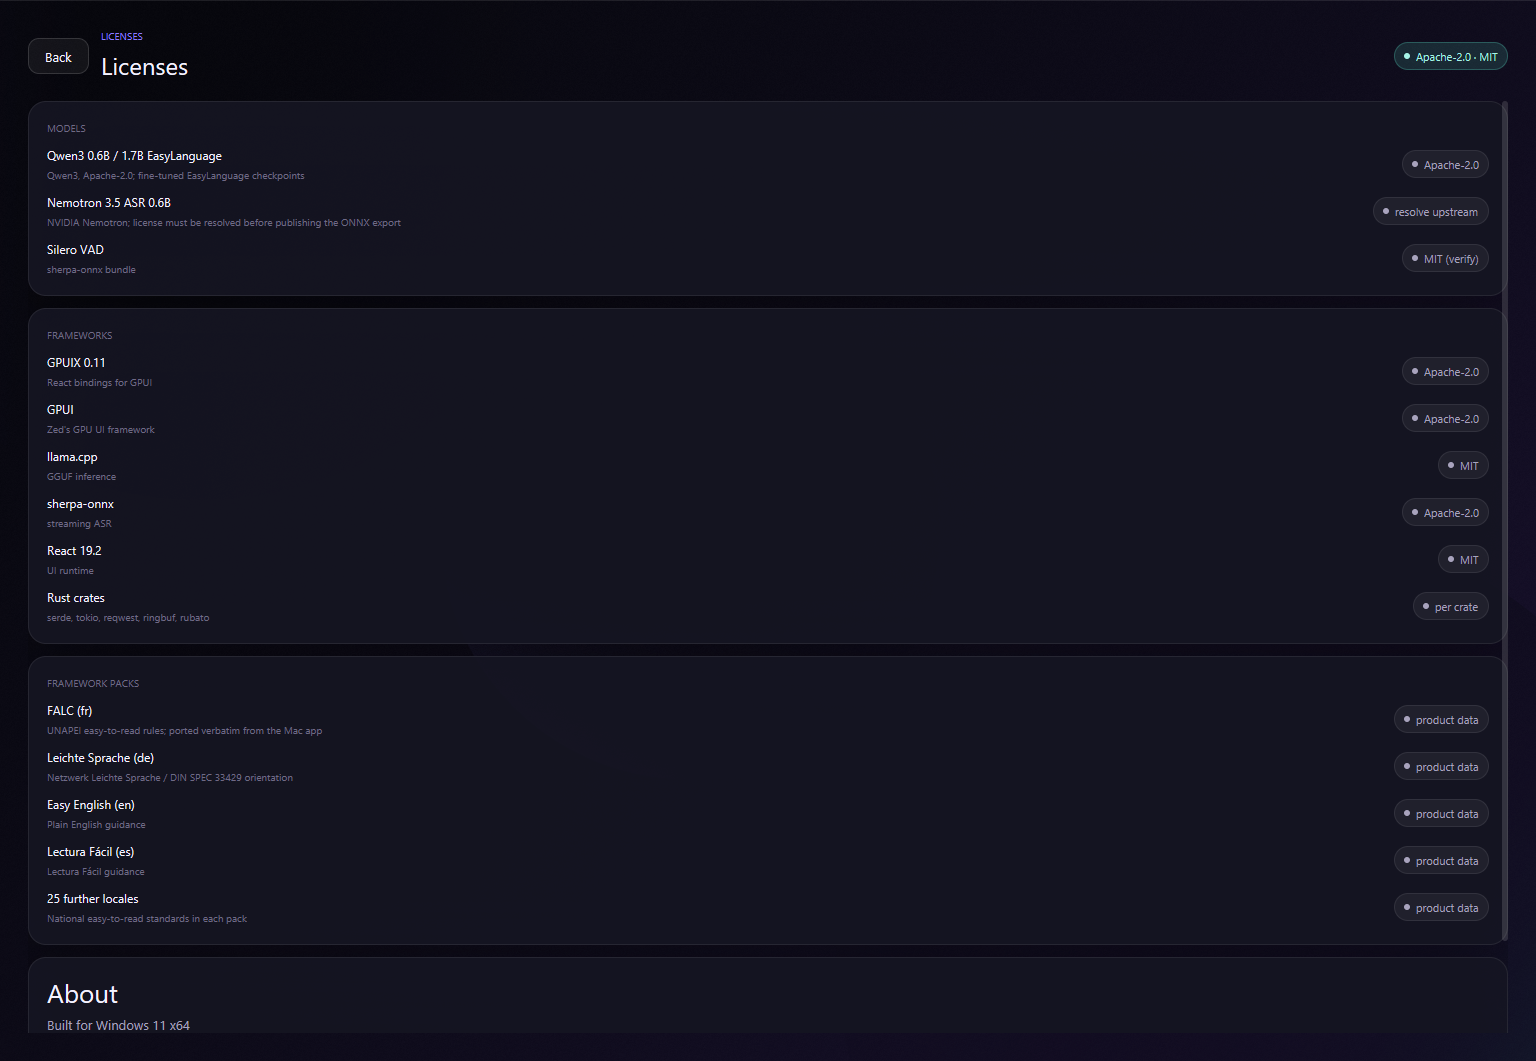 LICENSES
Back
Licenses
Apache-2.0 · MIT
MODELS
Qwen3 0.6B / 1.7B EasyLanguage
Qwen3, Apache-2.0; fine-tuned EasyLanguage checkpoints
Apache-2.0
Nemotron 3.5 ASR 0.6B
NVIDIA Nemotron; license must be resolved before publishing the ONNX export
resolve upstream
Silero VAD
sherpa-onnx bundle
MIT (verify)
FRAMEWORKS
GPUIX 0.11
React bindings for GPUI
Apache-2.0
GPUI
Zed's GPU UI framework
Apache-2.0
llama.cpp
GGUF inference
MIT
sherpa-onnx
streaming ASR
Apache-2.0
React 19.2
UI runtime
MIT
Rust crates
serde, tokio, reqwest, ringbuf, rubato
per crate
FRAMEWORK PACKS
FALC (fr)
UNAPEI easy-to-read rules; ported verbatim from the Mac app
product data
Leichte Sprache (de)
Netzwerk Leichte Sprache / DIN SPEC 33429 orientation
product data
Easy English (en)
Plain English guidance
product data
Lectura Fácil (es)
Lectura Fácil guidance
product data
25 further locales
National easy-to-read standards in each pack
product data
About
Built for Windows 11 x64